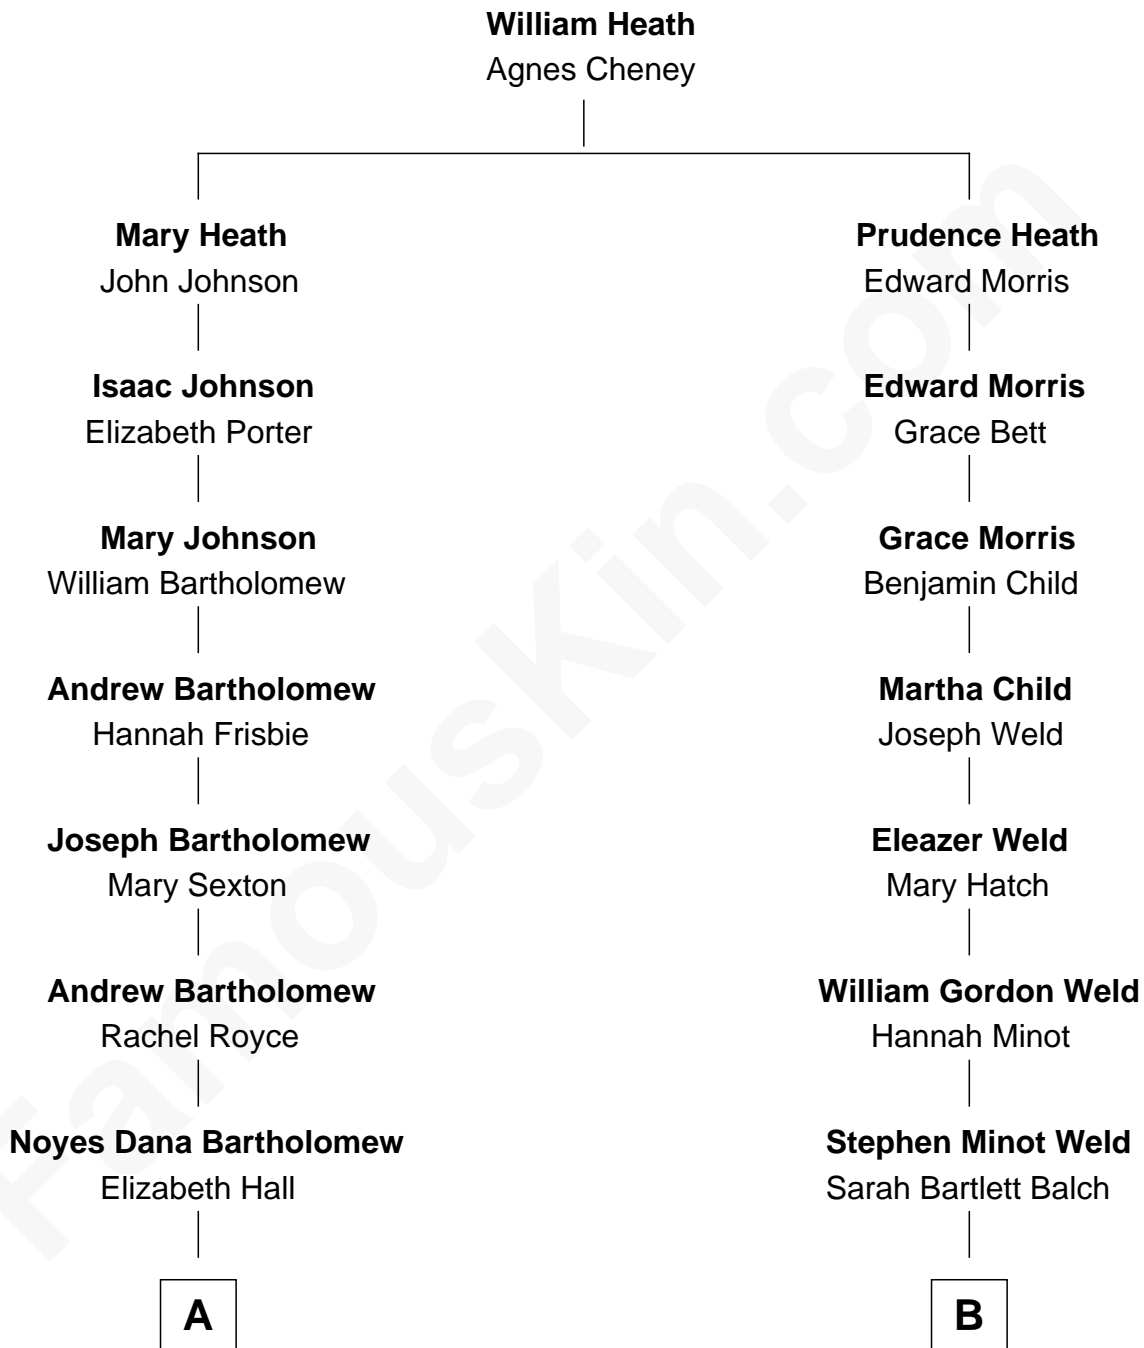 William Heath
Agnes Cheney
Mary Heath
John Johnson
Prudence Heath
Edward Morris
Isaac Johnson
Elizabeth Porter
Edward Morris
Grace Bett
Mary Johnson
William Bartholomew
Grace Morris
Benjamin Child
Andrew Bartholomew
Hannah Frisbie
Martha Child
Joseph Weld
Joseph Bartholomew
Mary Sexton
Eleazer Weld
Mary Hatch
Andrew Bartholomew
Rachel Royce
William Gordon Weld
Hannah Minot
Noyes Dana Bartholomew
Elizabeth Hall
Stephen Minot Weld
Sarah Bartlett Balch
A
B
FamousKin.com